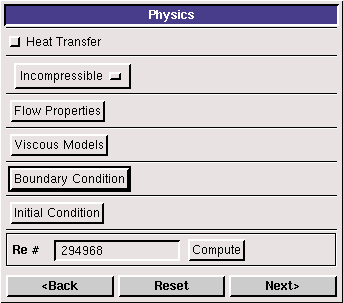 Physics
Heat Transfer
Incompressible
Flow Properties
Viscous Models
Boundary Condition
Initial Condition
Re # 294968 Compute
<Back Reset Next>